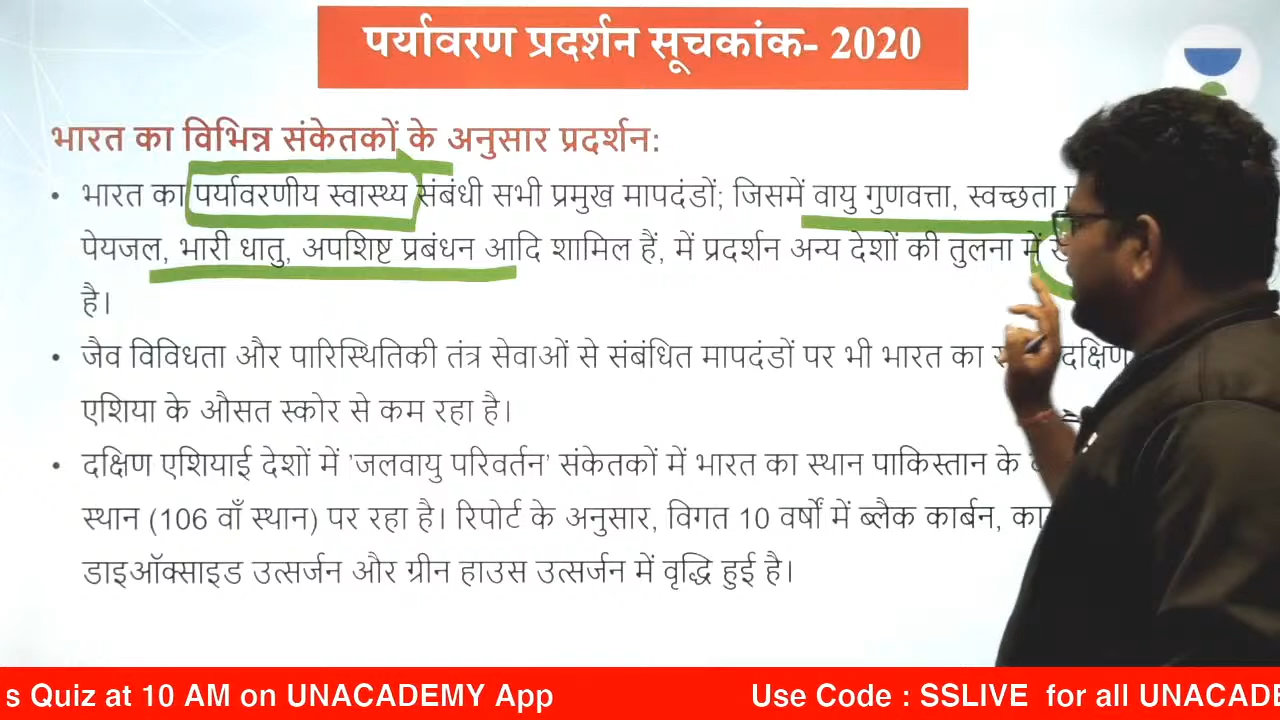 पर्यावरण प्रदर्शन सूचकांक- 2020
भारत का विभिन्न संकेतकों के अनुसार प्रदर्शन:
• भारत का पर्यावरणीय स्वास्थ्य संबंधी सभी प्रमुख मापदंडों; जिसमें वायु गुणवत्ता, स्वच्छता
पेयजल, भारी धातु, अपशिष्ट प्रबंधन आदि शामिल हैं, में प्रदर्शन अन्य देशों की तुलना में
है।
• जैव विविधता और पारिस्थितिकी तंत्र सेवाओं से संबंधित मापदंडों पर भी भारत का दक्षिण
एशिया के औसत स्कोर से कम रहा है।
• दक्षिण एशियाई देशों में 'जलवायु परिवर्तन' संकेतकों में भारत का स्थान पाकिस्तान के
स्थान (106 वाँ स्थान) पर रहा है। रिपोर्ट के अनुसार, विगत 10 वर्षों में ब्लैक कार्बन,
डाइऑक्साइड उत्सर्जन और ग्रीन हाउस उत्सर्जन में वृद्धि हुई है।
s Quiz at 10 AM on UNACADEMY App Use Code : SSLIVE for all UNACADE